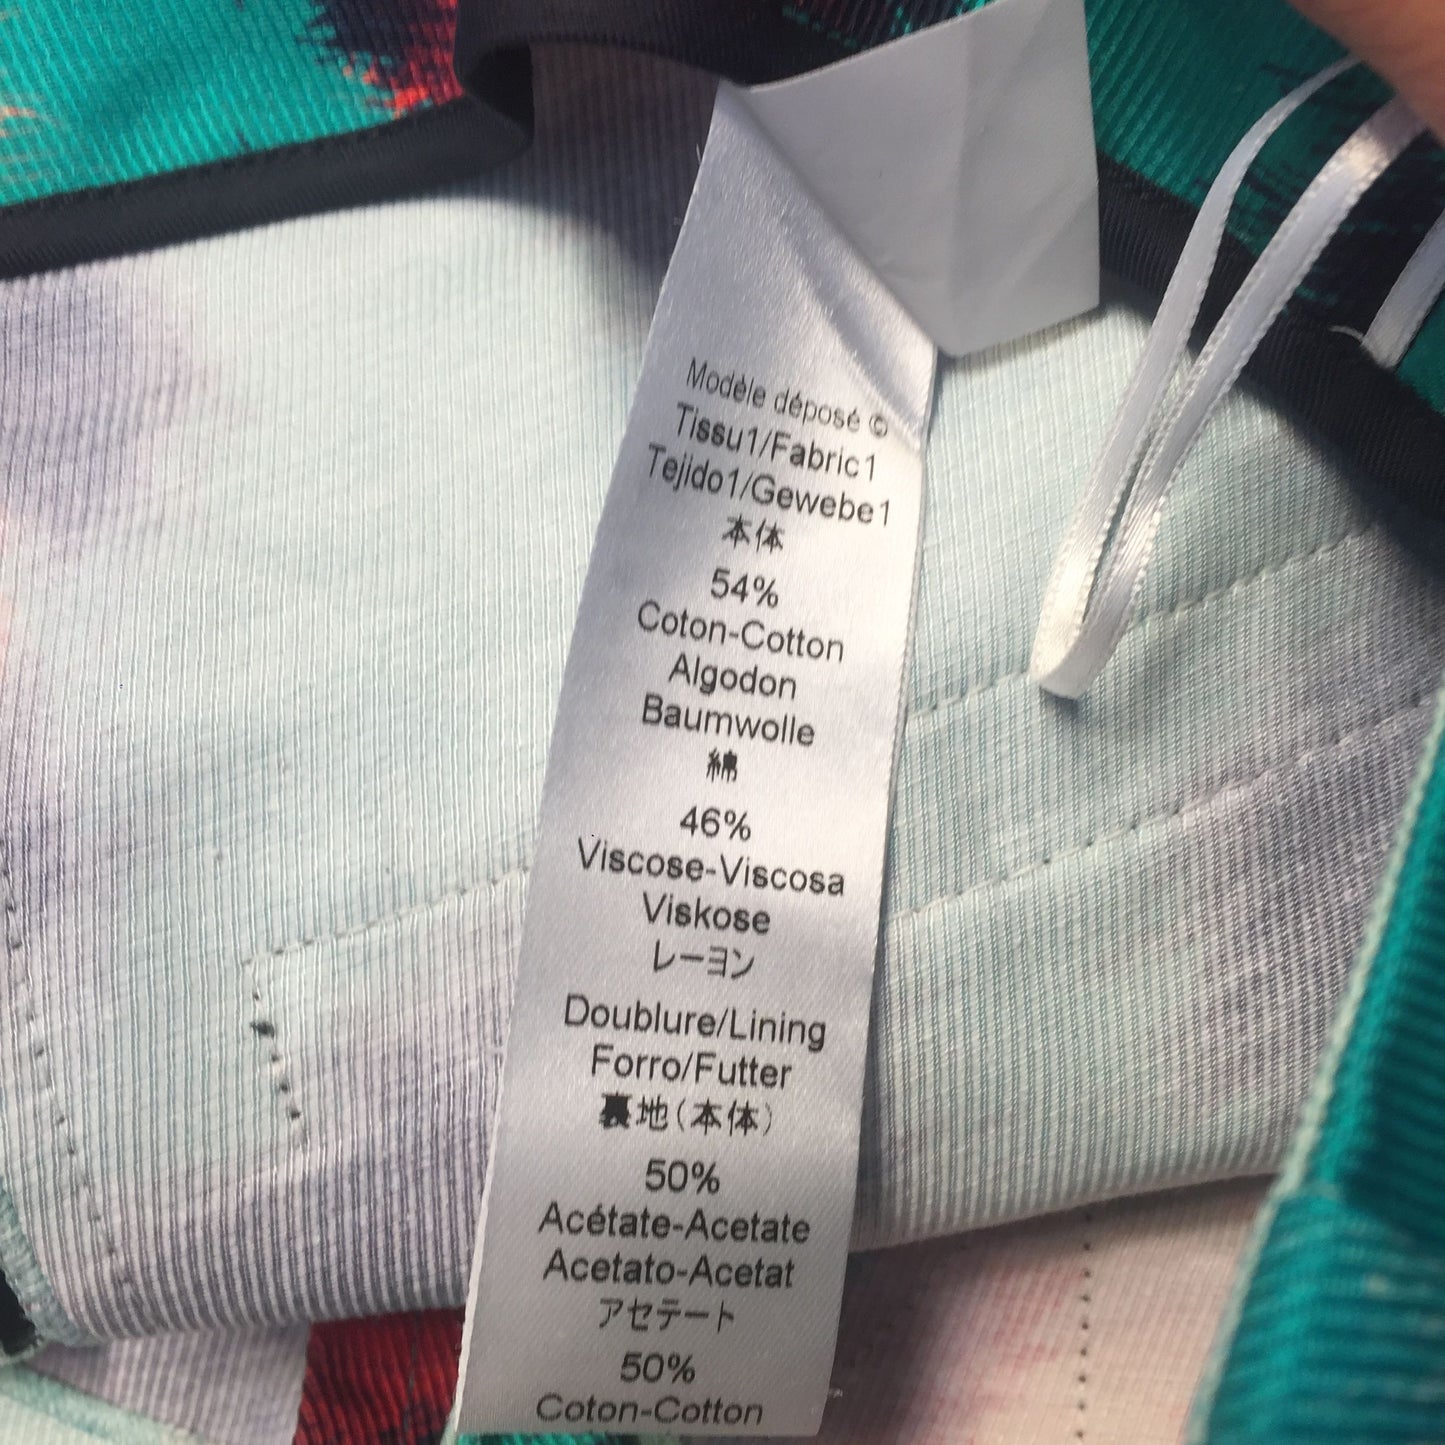 Modèle déposé ©
Tissu1/Fabric1
Tejido1/Gewebe1
本体
54%
Coton-Cotton
Algodon
Baumwolle
綿
46%
Viscose-Viscosa
Viskose
レーヨン
Doublure/Lining
Forro/Futter
裏地(本体)
50%
Acétate-Acetate
Acetato-Acetat
アセテート
50%
Coton-Cotton